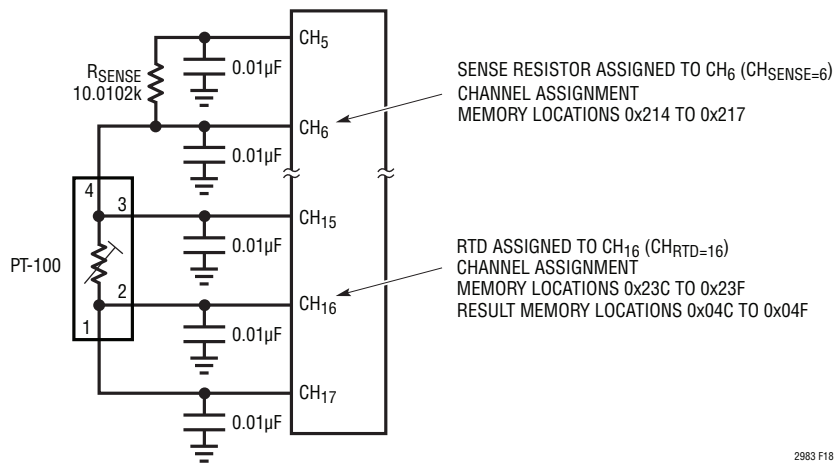 CH5
RSENSE
10.0102k
0.01µF
SENSE RESISTOR ASSIGNED TO CH6 (CHSENSE=6)
CHANNEL ASSIGNMENT
MEMORY LOCATIONS 0x214 TO 0x217
CH6
0.01µF
4
3
CH15
PT-100
0.01µF
RTD ASSIGNED TO CH16 (CHRTD=16)
CHANNEL ASSIGNMENT
MEMORY LOCATIONS 0x23C TO 0x23F
RESULT MEMORY LOCATIONS 0x04C TO 0x04F
2
1
CH16
0.01µF
CH17
0.01µF
2983 F18